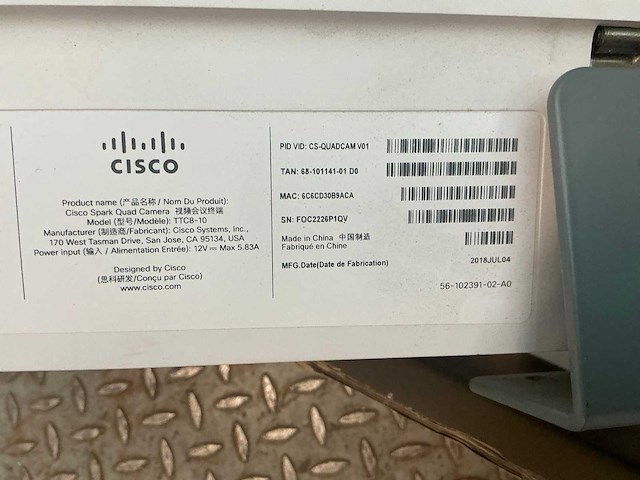 CISCO
Product name (产品名称 / Nom Du Produit):
Cisco Spark Quad Camera 视频会议终端
Model (型号/Modèle): TTC8-10
Manufacturer (制造商/Fabricant): Cisco Systems, Inc.,
170 West Tasman Drive, San Jose, CA 95134, USA
Power input (输入 / Alimentation Entrée): 12V⎓ Max 5.83A
Designed by Cisco
(思科研发/Conçu par Cisco)
www.cisco.com
PID VID: CS-QUADCAM V01
TAN: 68-101141-01 D0
MAC: 6C6CD30B9ACA
SN: FOC2226P1QV
Made in China 中国制造
Fabriqué en Chine
MFG.Date(Date de Fabrication) 2018JUL04
56-102391-02-A0